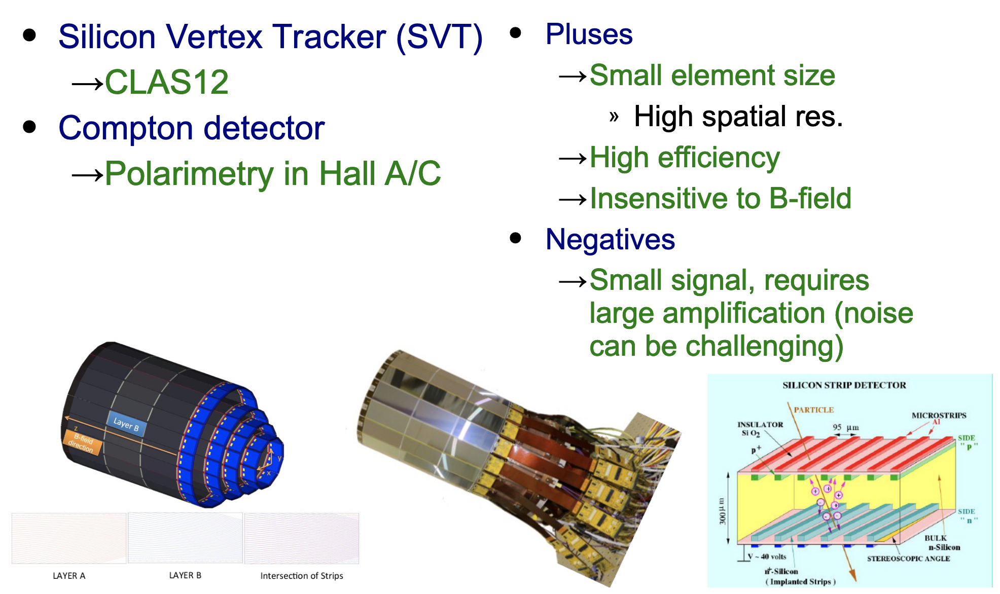 • Silicon Vertex Tracker (SVT)
→CLAS12
• Compton detector
→Polarimetry in Hall A/C
• Pluses
→Small element size
» High spatial res.
→High efficiency
→Insensitive to B-field
• Negatives
→Small signal, requires
large amplification (noise
can be challenging)
Layer B
z
B-field
direction
y
x
LAYER A
LAYER B
Intersection of Strips
SILICON STRIP DETECTOR
PARTICLE
INSULATOR
Si O2
95 μm
MICROSTRIPS
Al
SIDE
"p"
p+
+
+
+
+
-
-
-
300 μm
SIDE
"n"
BULK
n-Silicon
V ~ 40 volts
STEREOSCOPIC ANGLE
n+-Silicon
(Implanted Strips)